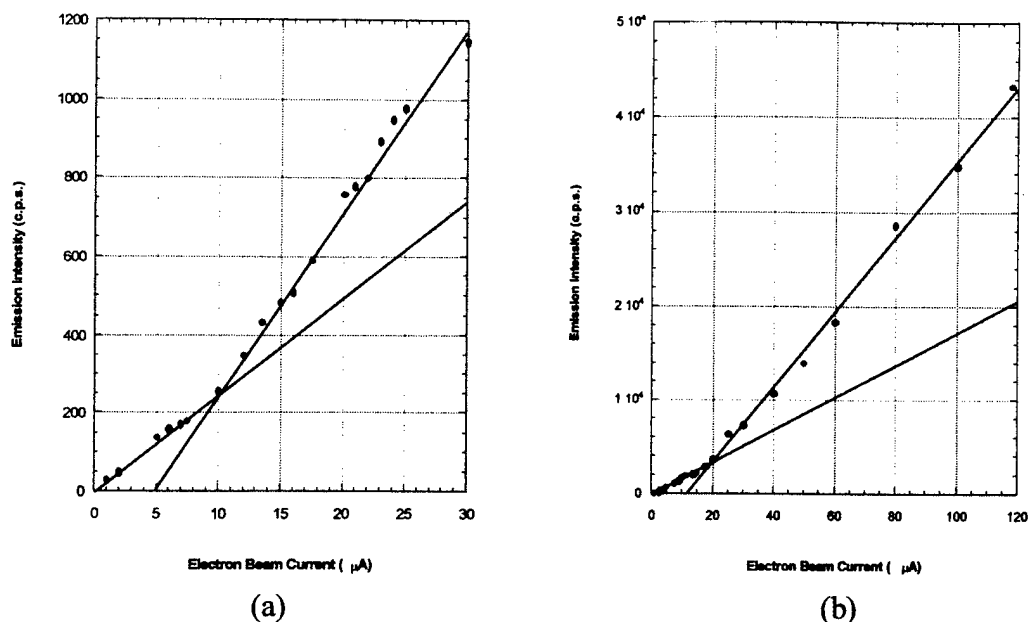 1200
1000
800
600
400
200
0
0 5 10 15 20 25 30
Emission Intensity (c.p.s.)
Electron Beam Current ( μA)
(a)
5 10⁴
4 10⁴
3 10⁴
2 10⁴
1 10⁴
0
0 20 40 60 80 100 120
Emission Intensity (c.p.s.)
Electron Beam Current ( μA)
(b)